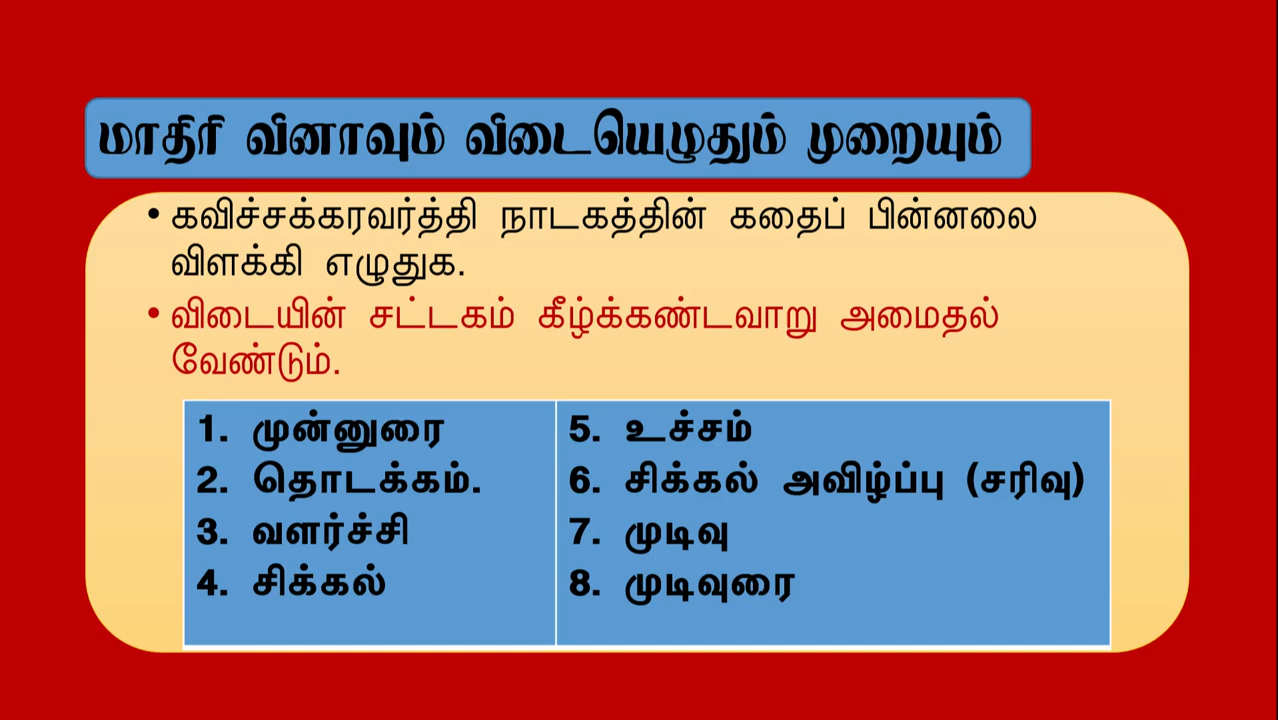 மாதிரி வினாவும் விடையெழுதும் முறையும்
• கவிச்சக்கரவர்த்தி நாடகத்தின் கதைப் பின்னலை
விளக்கி எழுதுக.
• விடையின் சட்டகம் கீழ்க்கண்டவாறு அமைதல்
வேண்டும்.
1. முன்னுரை
2. தொடக்கம்.
3. வளர்ச்சி
4. சிக்கல்
5. உச்சம்
6. சிக்கல் அவிழ்ப்பு (சரிவு)
7. முடிவு
8. முடிவுரை